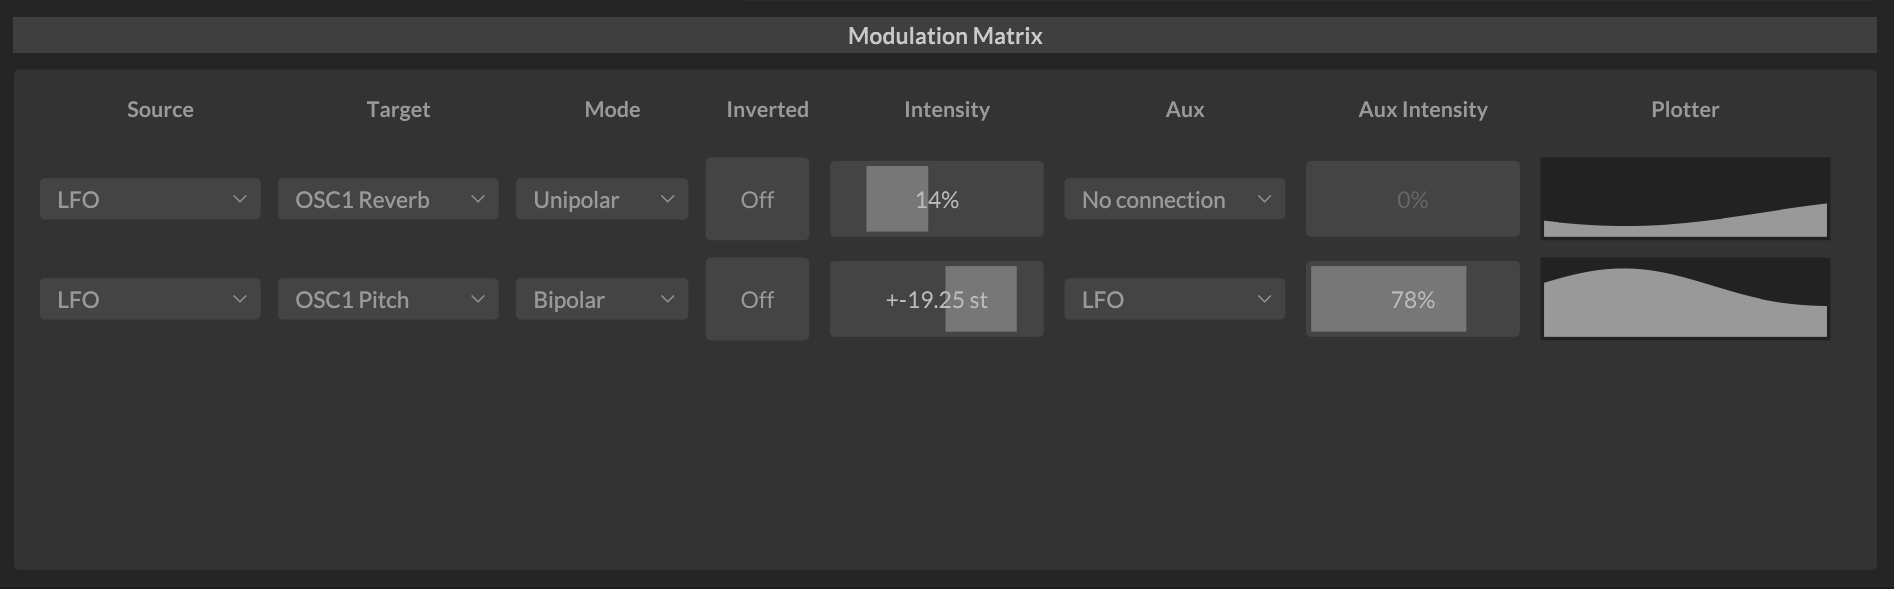 Modulation Matrix
Source Target Mode Inverted Intensity Aux Aux Intensity Plotter
LFO OSC1 Reverb Unipolar Off 14% No connection 0%
LFO OSC1 Pitch Bipolar Off +-19.25 st LFO 78%